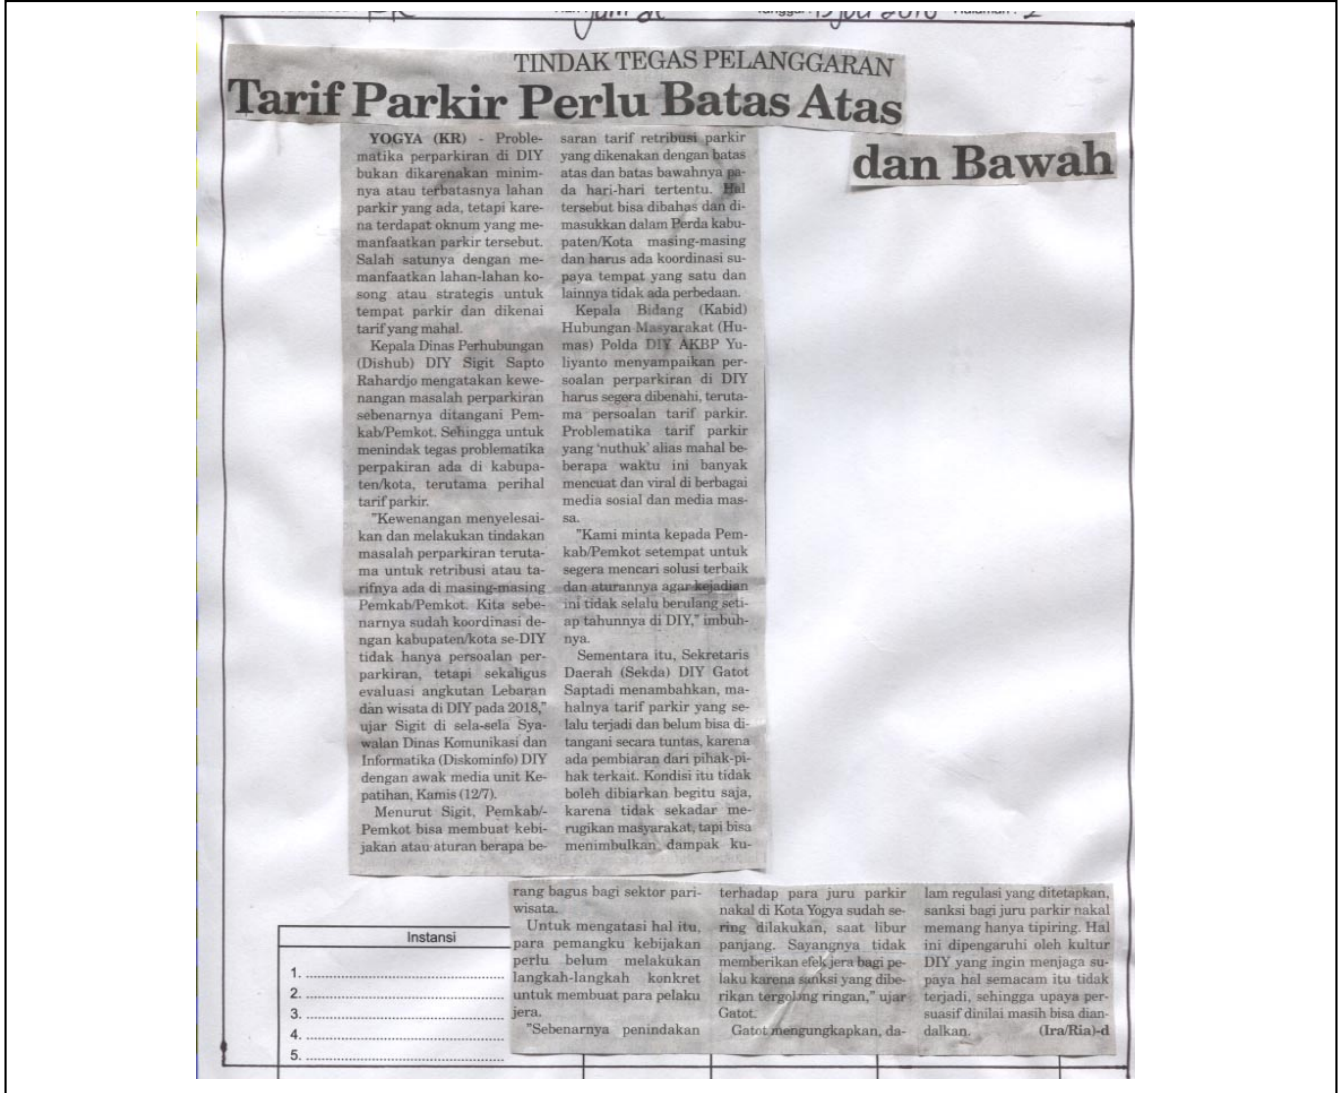 Jum at
TINDAK TEGAS PELANGGARAN
Tarif Parkir Perlu Batas Atas
dan Bawah
YOGYA (KR) - Proble-
matika perparkiran di DIY
bukan dikarenakan minim-
nya atau terbatasnya lahan
parkir yang ada, tetapi kare-
na terdapat oknum yang me-
manfaatkan parkir tersebut.
Salah satunya dengan me-
manfaatkan lahan-lahan ko-
song atau strategis untuk
tempat parkir dan dikenai
tarif yang mahal.
Kepala Dinas Perhubungan
(Dishub) DIY Sigit Sapto
Rahardjo mengatakan kewe-
nangan masalah perparkiran
sebenarnya ditangani Pem-
kab/Pemkot. Sehingga untuk
menindak tegas problematika
perpakiran ada di kabupa-
ten/kota, terutama perihal
tarif parkir.
"Kewenangan menyelesai-
kan dan melakukan tindakan
masalah perparkiran teruta-
ma untuk retribusi atau ta-
rifnya ada di masing-masing
Pemkab/Pemkot. Kita sebe-
narnya sudah koordinasi de-
ngan kabupaten/kota se-DIY
tidak hanya persoalan per-
parkiran, tetapi sekaligus
evaluasi angkutan Lebaran
dan wisata di DIY pada 2018,"
ujar Sigit di sela-sela Sya-
walan Dinas Komunikasi dan
Informatika (Diskominfo) DIY
dengan awak media unit Ke-
patihan, Kamis (12/7).
Menurut Sigit, Pemkab/-
Pemkot bisa membuat kebi-
jakan atau aturan berapa be-
saran tarif retribusi parkir
yang dikenakan dengan batas
atas dan batas bawahnya pa-
da hari-hari tertentu. Hal
tersebut bisa dibahas dan di-
masukkan dalam Perda kabu-
paten/Kota masing-masing
dan harus ada koordinasi su-
paya tempat yang satu dan
lainnya tidak ada perbedaan.
Kepala Bidang (Kabid)
Hubungan Masyarakat (Hu-
mas) Polda DIY AKBP Yu-
liyanto menyampaikan per-
soalan perparkiran di DIY
harus segera dibenahi, teruta-
ma persoalan tarif parkir.
Problematika tarif parkir
yang 'nuthuk' alias mahal be-
berapa waktu ini banyak
mencuat dan viral di berbagai
media sosial dan media mas-
sa.
"Kami minta kepada Pem-
kab/Pemkot setempat untuk
segera mencari solusi terbaik
dan aturannya agar kejadian
ini tidak selalu berulang seti-
ap tahunnya di DIY," imbuh-
nya.
Sementara itu, Sekretaris
Daerah (Sekda) DIY Gatot
Saptadi menambahkan, ma-
halnya tarif parkir yang se-
lalu terjadi dan belum bisa di-
tangani secara tuntas, karena
ada pembiaran dari pihak-pi-
hak terkait. Kondisi itu tidak
boleh dibiarkan begitu saja,
karena tidak sekadar me-
rugikan masyarakat, tapi bisa
menimbulkan dampak ku-
rang bagus bagi sektor pari-
wisata.
Untuk mengatasi hal itu,
para pemangku kebijakan
perlu belum melakukan
langkah-langkah konkret
untuk membuat para pelaku
jera.
"Sebenarnya penindakan
terhadap para juru parkir
nakal di Kota Yogya sudah se-
ring dilakukan, saat libur
panjang. Sayangnya tidak
memberikan efek jera bagi pe-
laku karena sanksi yang dibe-
rikan tergolong ringan," ujar
Gatot.
Gatot mengungkapkan, da-
lam regulasi yang ditetapkan,
sanksi bagi juru parkir nakal
memang hanya tipiring. Hal
ini dipengaruhi oleh kultur
DIY yang ingin menjaga su-
paya hal semacam itu tidak
terjadi, sehingga upaya per-
suasif dinilai masih bisa dian-
dalkan. (Ira/Ria)-d
Instansi
1.
2.
3.
4.
5.